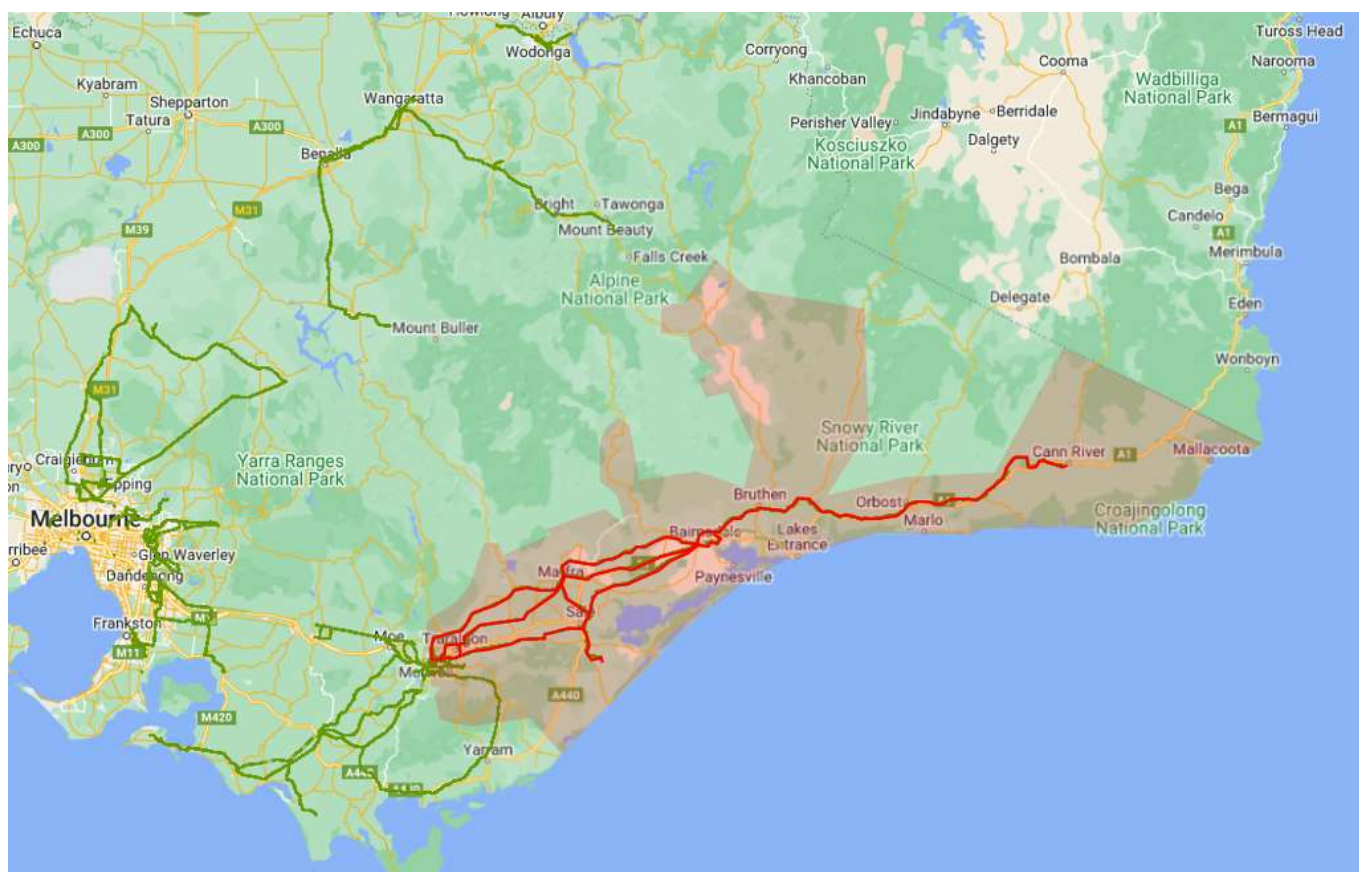 Howlong
Albury
Echuca
Wodonga
Corryong
Khancoban
Cooma
Tuross Head
Narooma
Wadbilliga
National Park
Kyabram
Shepparton
Tatura
A300
A300
A300
Wangaratta
Perisher Valley
Jindabyne
Berridale
Dalgety
Kosciuszko
National Park
A1
Bermagui
Benalla
M31
M39
Bright
Tawonga
Mount Beauty
Falls Creek
Alpine
National Park
Bega
Candelo
A1
Merimbula
Bombala
Delegate
Eden
Mount Buller
Wonboyn
M31
Craigieburn
Epping
Yarra Ranges
National Park
Snowy River
National Park
Cann River
A1
Mallacoota
Melbourne
Glen Waverley
Dandenong
Bruthen
Orbost
Marlo
Croajingolong
National Park
Bairnsdale
Lakes
Entrance
Paynesville
Maffra
Sale
Frankston
M11
Moe
Traralgon
M420
A440
Yarram
A440